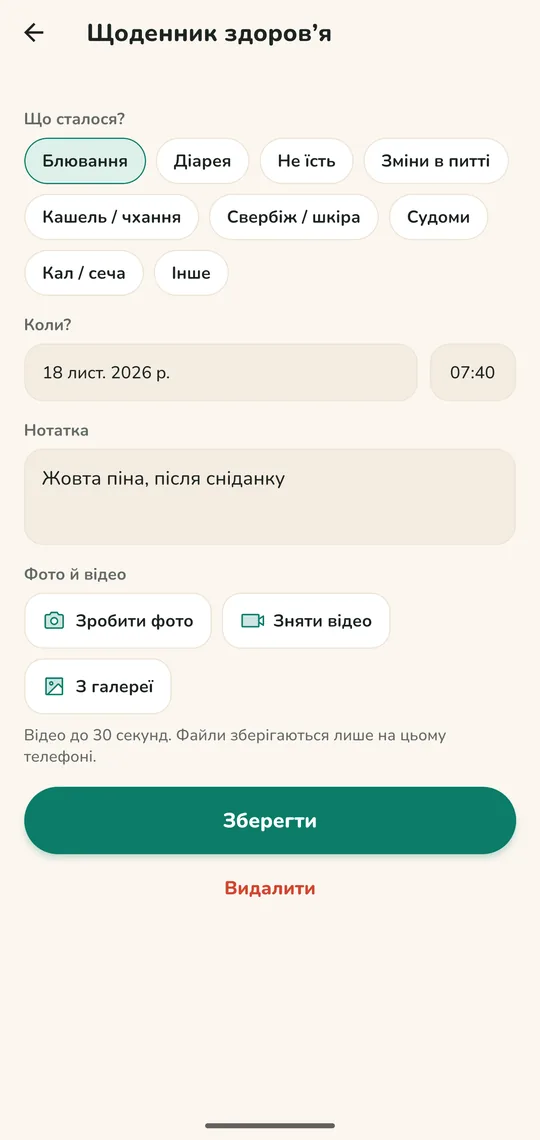 Щоденник здоров’я
Що сталося?
Блювання Діарея Не їсть Зміни в питті
Кашель / чхання Свербіж / шкіра Судоми
Кал / сеча Інше
Коли?
18 лист. 2026 р. 07:40
Нотатка
Жовта піна, після сніданку
Фото й відео
Зробити фото Зняти відео
З галереї
Відео до 30 секунд. Файли зберігаються лише на цьому
телефоні.
Зберегти
Видалити